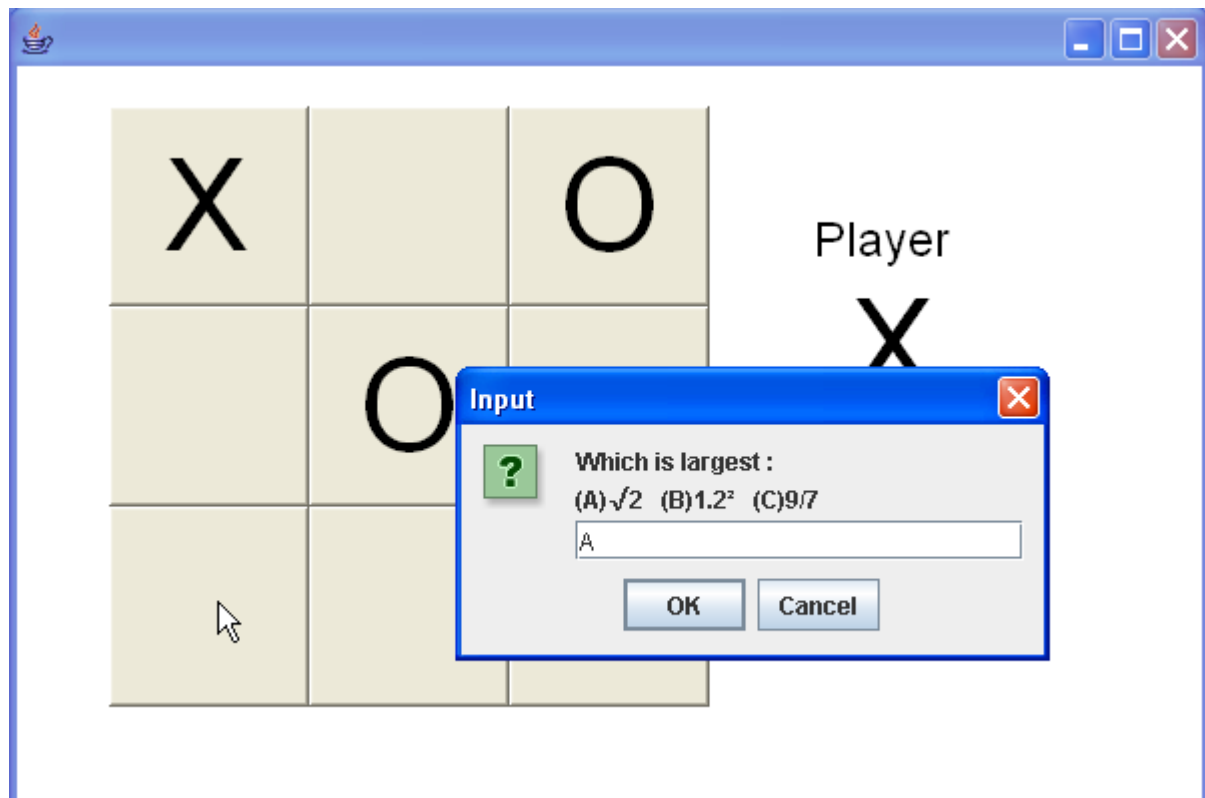 X O
Player
X
O
Input
?
Which is largest :
(A)√2 (B)1.2² (C)9/7
A
OK Cancel